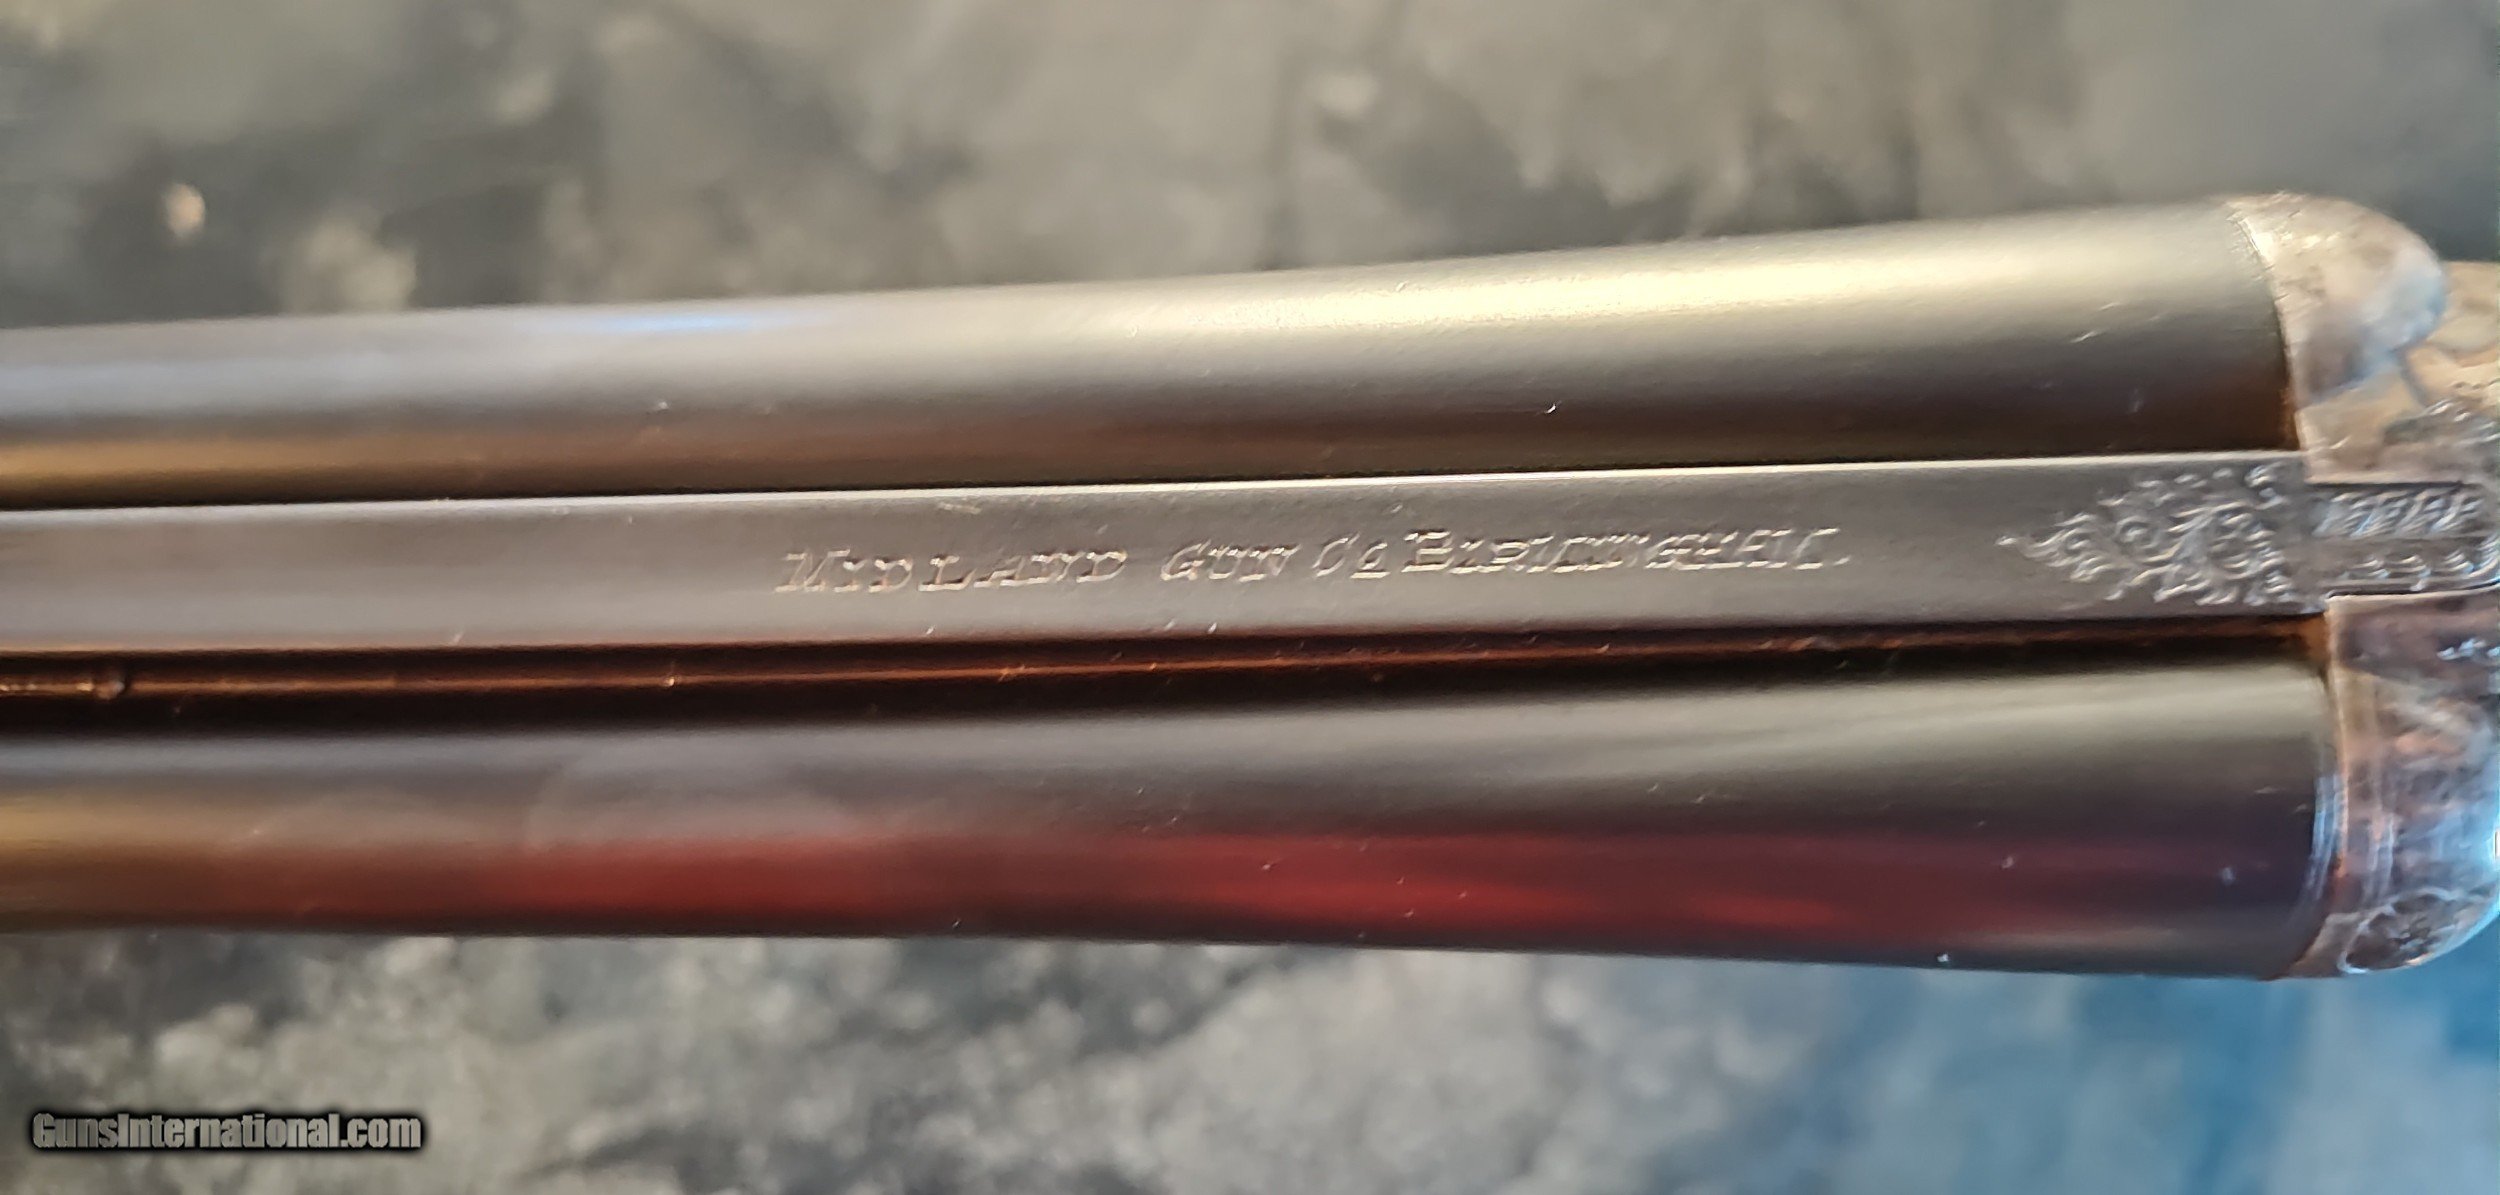 MIDLAND GUN Co BIRMINGHAM.
GunsInternational.com